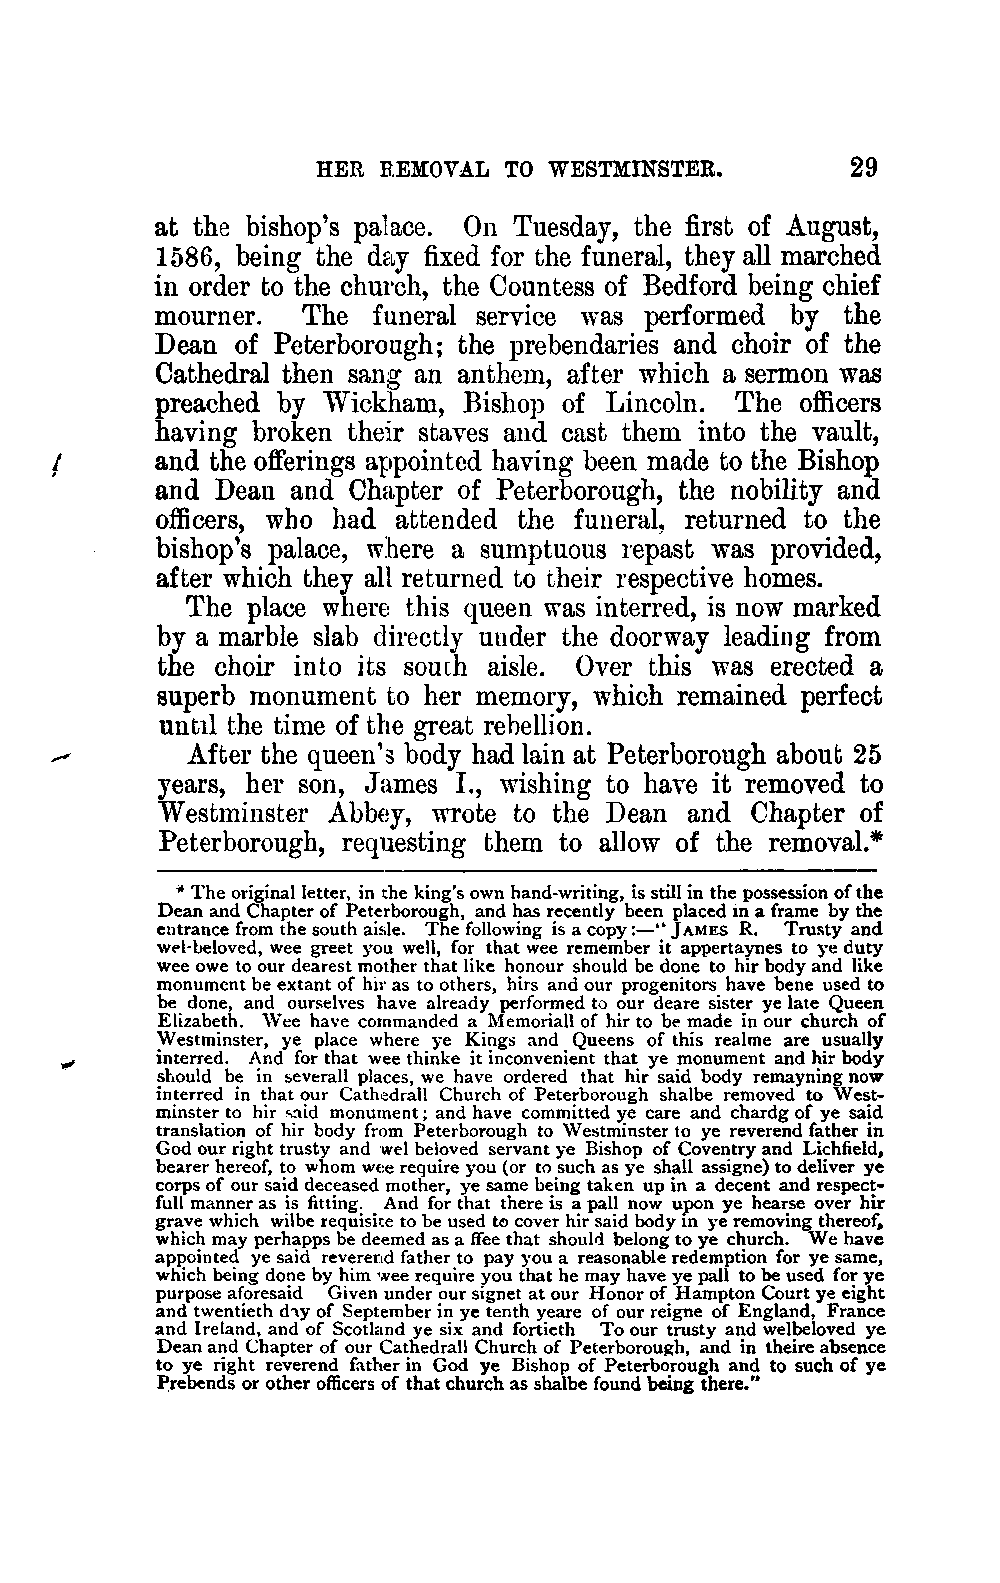 HER REMOVAL TO WESTMINSTER. 29
at the bishop's palace. On Tuesday, the first of August,
1586, being the day fixed for the funeral, they all marched
in order to the church, the Countess of Bedford being chief
mourner. The funeral service was performed by the
Dean of Peterborough; the prebendaries and choir of the
Cathedral then sang an anthem, after which a sermon was
preached by Wickham, Bishop of Lincoln. The officers
having broken their staves and cast them into the vault,
and the offerings appointed having been made to the Bishop
and Dean and Chapter of Peterborough, the nobility and
officers, who had attended the funeral, returned to the
bishop's palace, where a sumptuous repast was provided,
after which they all returned to their respective homes.
The place where this queen was interred, is now marked
by a marble slab directly under the doorway leading from
the choir into its south aisle. Over this was erected a
superb monument to her memory, which remained perfect
until the time of the great rebellion.
After the queen's body had lain at Peterborough about 25
years, her son, James I., wishing to have it removed to
Westminster Abbey, wrote to the Dean and Chapter of
Peterborough, requesting them to allow of the removal.*
* The original letter, in the king's own hand-writing, is still in the possession of the
Dean and Chapter of Peterborough, and has recently been placed in a frame by the
entrance from the south aisle. The following is a copy:—"JAMES R. Trusty and
wel-beloved, wee greet you well, for that wee remember it appertaynes to ye duty
wee owe to our dearest mother that like honour should be done to hir body and like
monument be extant of hir as to others, hirs and our progenitors have bene used to
be done, and ourselves have already performed to our deare sister ye late Queen
Elizabeth. Wee have commanded a Memoriall of hir to be made in our church of
Westminster, ye place where ye Kings and Queens of this realme are usually
interred. And for that wee thinke it inconvenient that ye monument and hir body
should be in severall places, we have ordered that hir said body remayning now
interred in that our Cathedrall Church of Peterborough shalbe removed to West-
minster to hir said monument; and have committed ye care and chardg of ye said
translation of hir body from Peterborough to Westminster to ye reverend father in
God our right trusty and wel beloved servant ye Bishop of Coventry and Lichfield,
bearer hereof, to whom wee require you (or to such as ye shall assigne) to deliver ye
corps of our said deceased mother, ye same being taken up in a decent and respect-
full manner as is fitting. And for that there is a pall now upon ye hearse over hir
grave which wilbe requisite to be used to cover hir said body in ye removing thereof,
which may perhapps be deemed as a ffee that should belong to ye church. We have
appointed ye said reverend father to pay you a reasonable redemption for ye same,
which being done by him wee require you that he may have ye pall to be used for ye
purpose aforesaid Given under our signet at our Honor of Hampton Court ye eight
and twentieth day of September in ye tenth yeare of our reigne of England, France
and Ireland, and of Scotland ye six and fortieth To our trusty and welbeloved ye
Dean and Chapter of our Cathedrall Church of Peterborough, and in theire absence
to ye right reverend father in God ye Bishop of Peterborough and to such of ye
Prebends or other officers of that church as shalbe found being there."